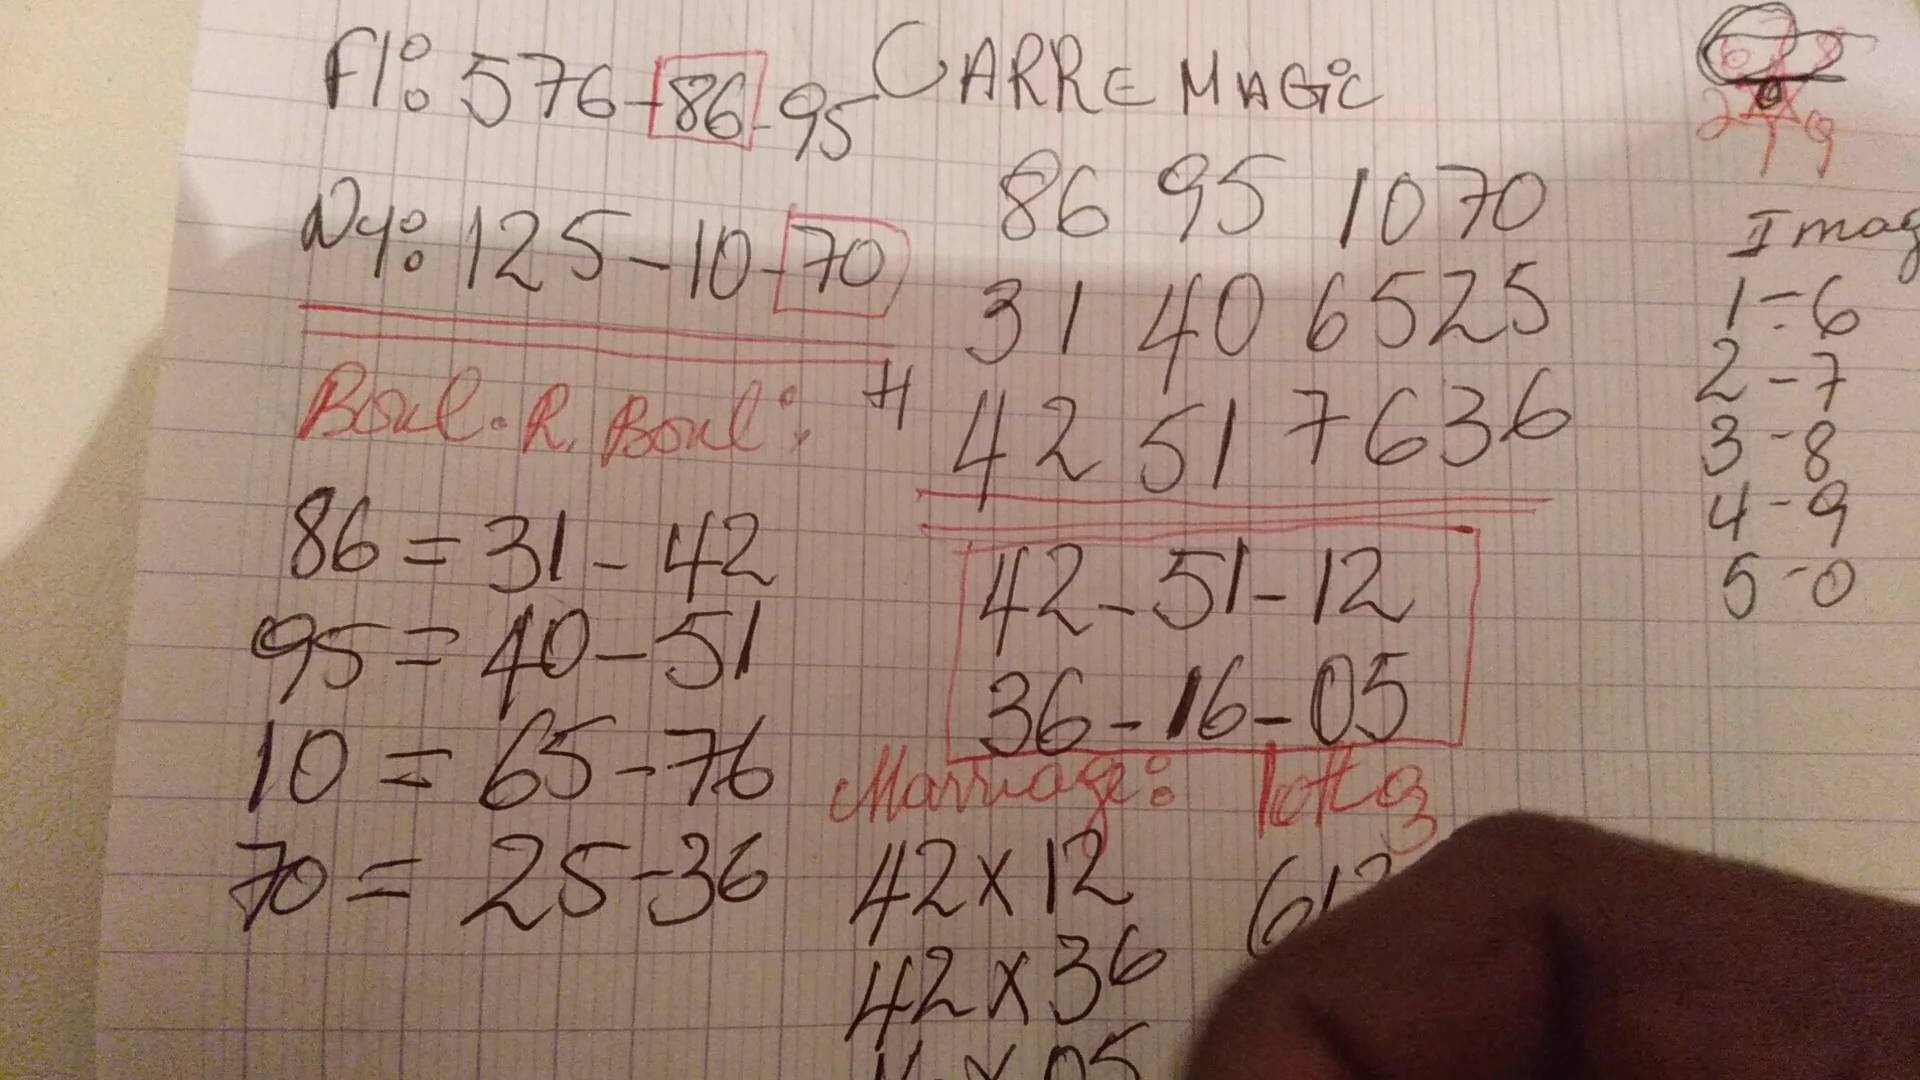 Fl: 576-86-95
Ny: 125-10-70
Boul. R. Boul:
86 = 31-42
95 = 40-51
10 = 65-76
70 = 25-36
CARRE MAGIC
86 95 10 70
31 40 65 25
42 51 76 36
42-51-12
36-16-05
Marriage:
42x12
42x36
Imag
1-6
2-7
3-8
4-9
5-0